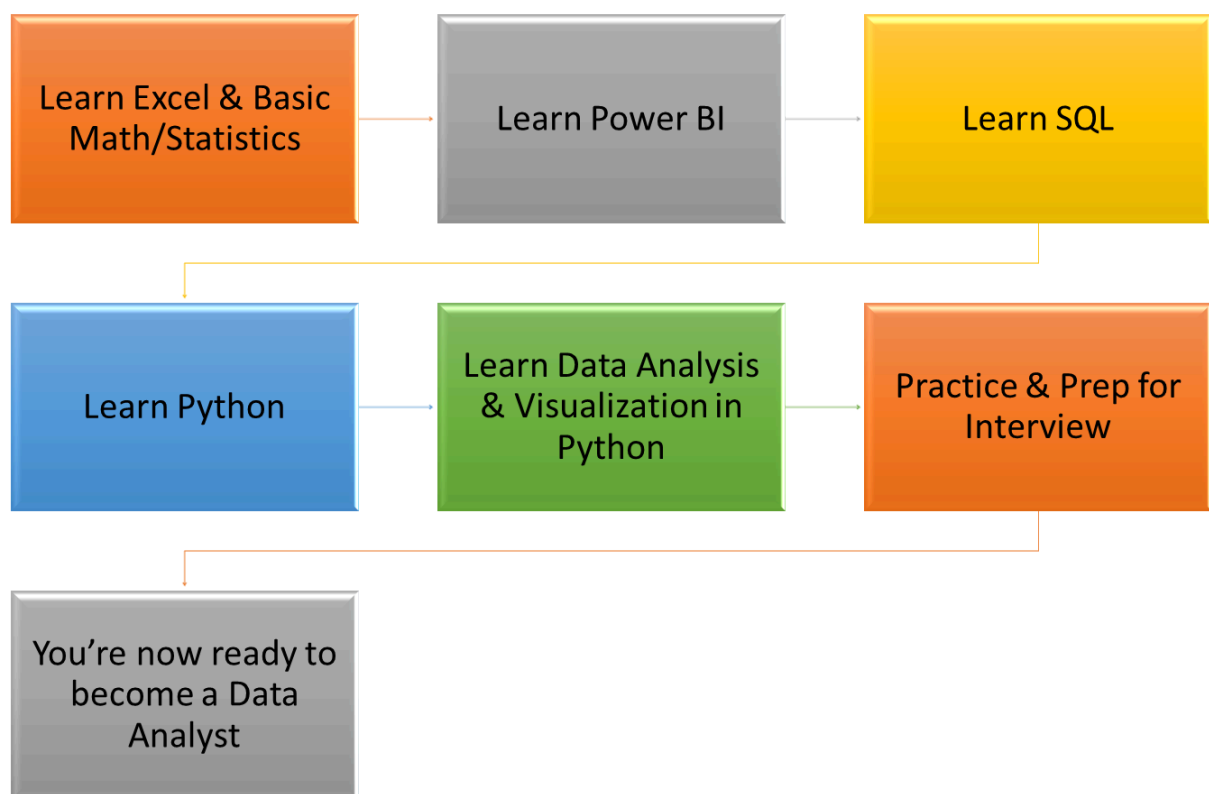 Learn Excel & Basic
Math/Statistics
Learn Power BI
Learn SQL
Learn Python
Learn Data Analysis
& Visualization in
Python
Practice & Prep for
Interview
You’re now ready to
become a Data
Analyst